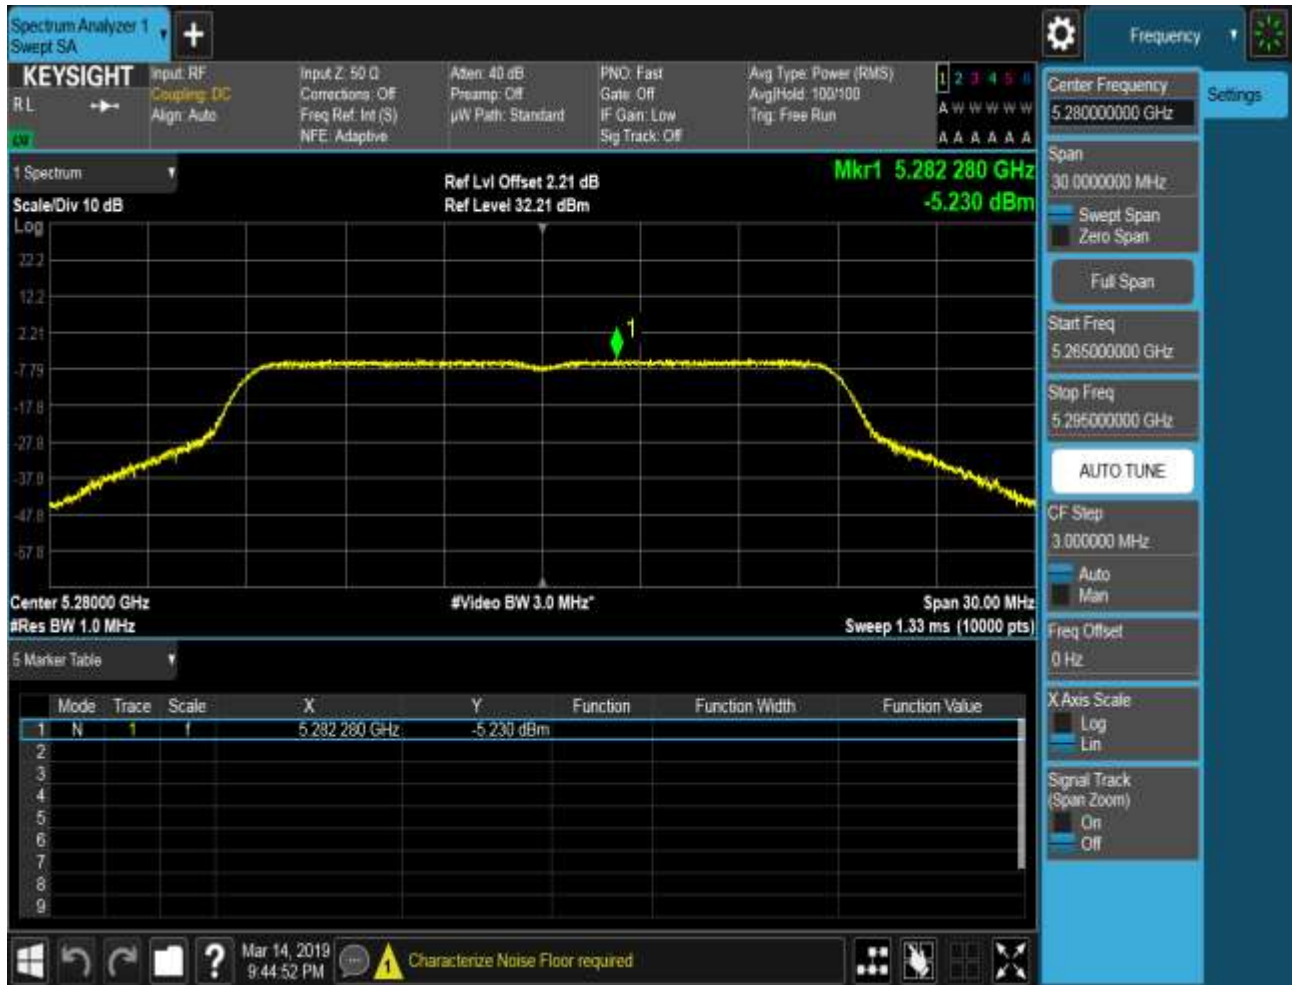 Spectrum Analyzer 1
Swept SA
Frequency
KEYSIGHT
R L
Input: RF
Coupling: DC
Align: Auto
Input Z: 50 Ω
Corrections: Off
Freq Ref: Int (S)
NFE: Adaptive
Atten: 40 dB
Preamp: Off
µW Path: Standard
PNO: Fast
Gate: Off
IF Gain: Low
Sig Track: Off
Avg Type: Power (RMS)
Avg|Hold: 100/100
Trig: Free Run
1 2 3 4 5 6
A W W W W W
A A A A A A
1 Spectrum
Scale/Div 10 dB
Ref Lvl Offset 2.21 dB
Ref Level 32.21 dBm
Mkr1 5.282 280 GHz
-5.230 dBm
Log
22.2
12.2
2.21
-7.79
-17.8
-27.8
-37.8
-47.8
-57.8
1
Center 5.28000 GHz
#Res BW 1.0 MHz
#Video BW 3.0 MHz*
Span 30.00 MHz
Sweep 1.33 ms (10000 pts)
5 Marker Table
Mode Trace Scale X Y Function Function Width Function Value
1 N 1 f 5.282 280 GHz -5.230 dBm
2
3
4
5
6
7
8
9
Mar 14, 2019
9:44:52 PM
Characterize Noise Floor required
Center Frequency
5.280000000 GHz
Settings
Span
30.0000000 MHz
Swept Span
Zero Span
Full Span
Start Freq
5.265000000 GHz
Stop Freq
5.295000000 GHz
AUTO TUNE
CF Step
3.000000 MHz
Auto
Man
Freq Offset
0 Hz
X Axis Scale
Log
Lin
Signal Track
(Span Zoom)
On
Off